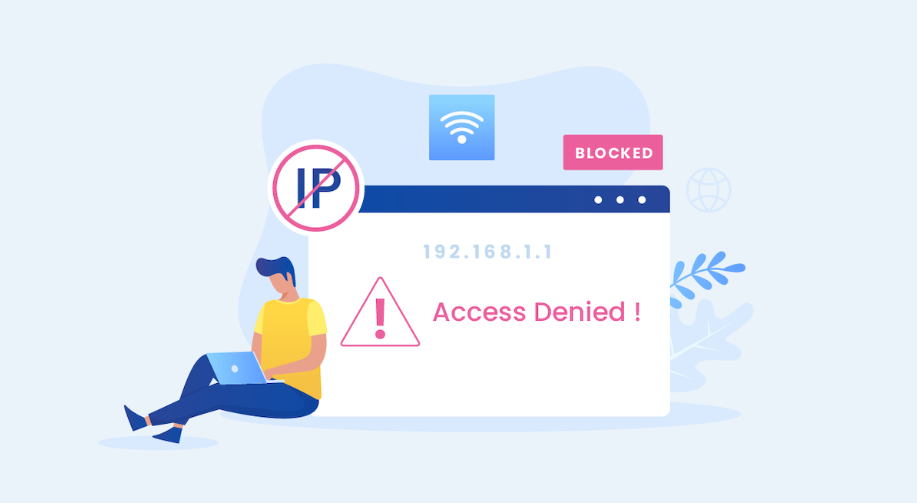 BLOCKED
IP
192.168.1.1
Access Denied !